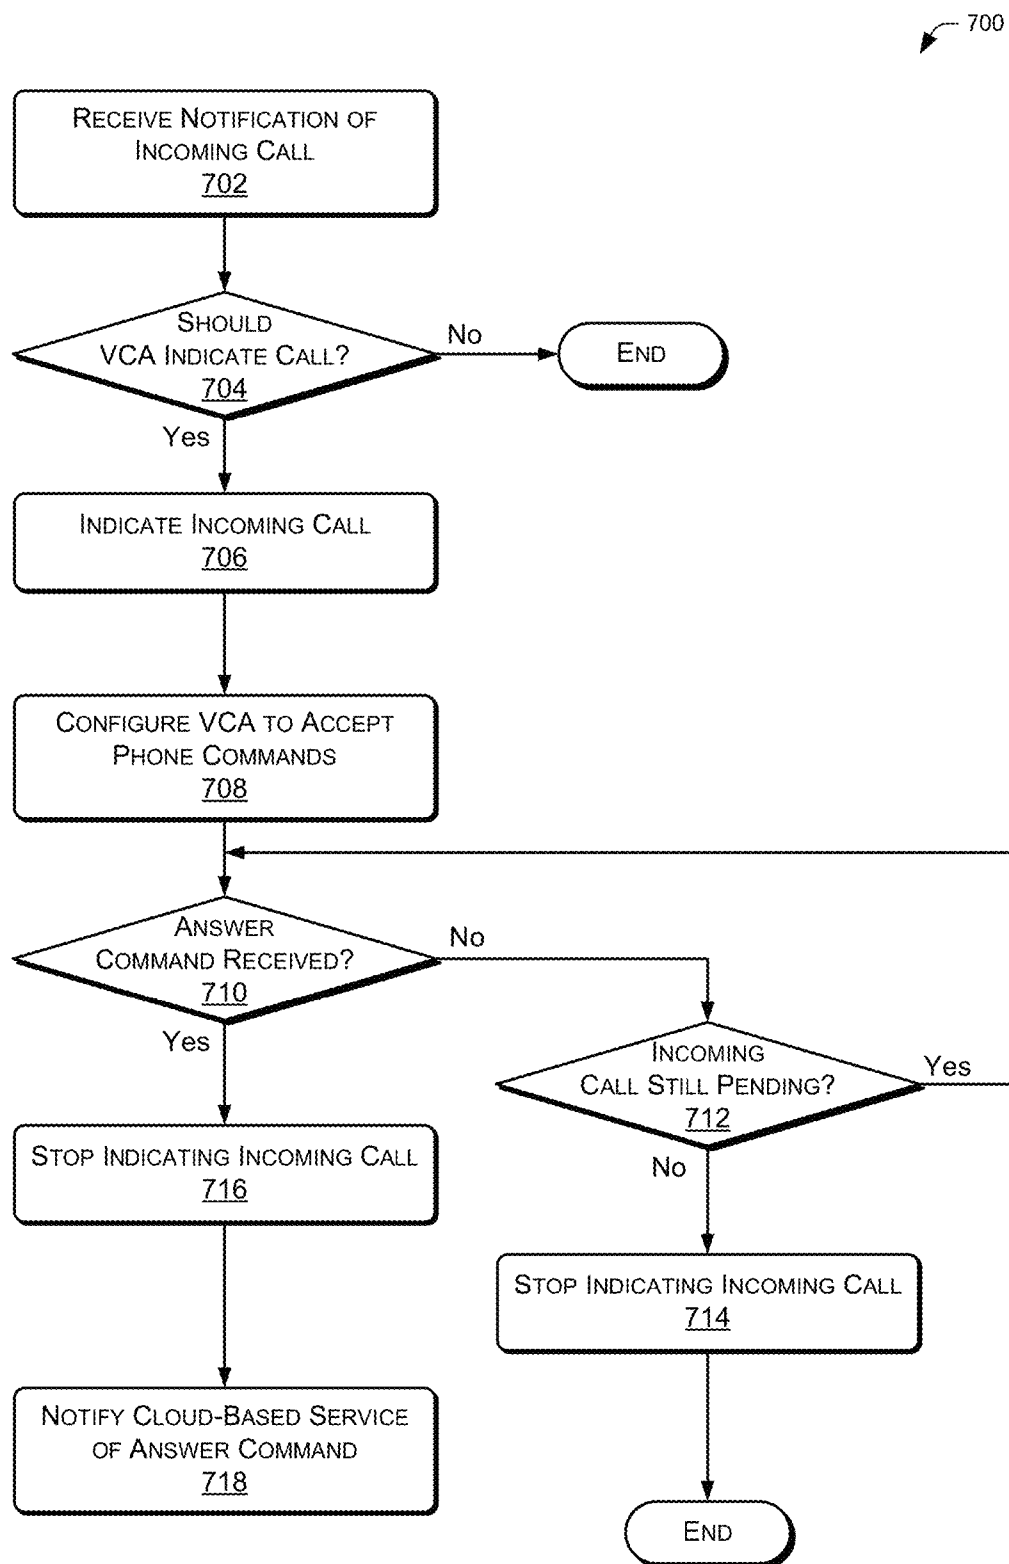 700
RECEIVE NOTIFICATION OF
INCOMING CALL
702
SHOULD
VCA INDICATE CALL?
704
No
END
Yes
INDICATE INCOMING CALL
706
CONFIGURE VCA TO ACCEPT
PHONE COMMANDS
708
ANSWER
COMMAND RECEIVED?
710
No
Yes
INCOMING
CALL STILL PENDING?
712
Yes
No
STOP INDICATING INCOMING CALL
716
STOP INDICATING INCOMING CALL
714
NOTIFY CLOUD-BASED SERVICE
OF ANSWER COMMAND
718
END